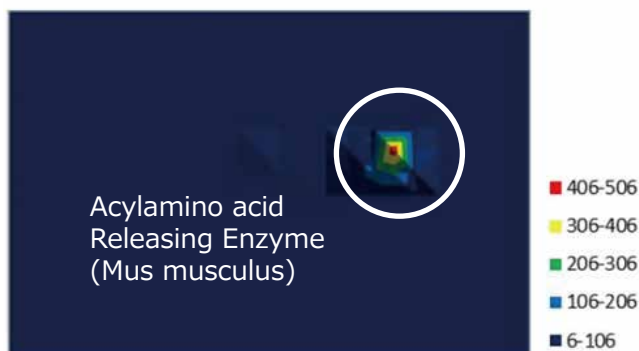 Acylamino acid
Releasing Enzyme
(Mus musculus)
406-506
306-406
206-306
106-206
6-106